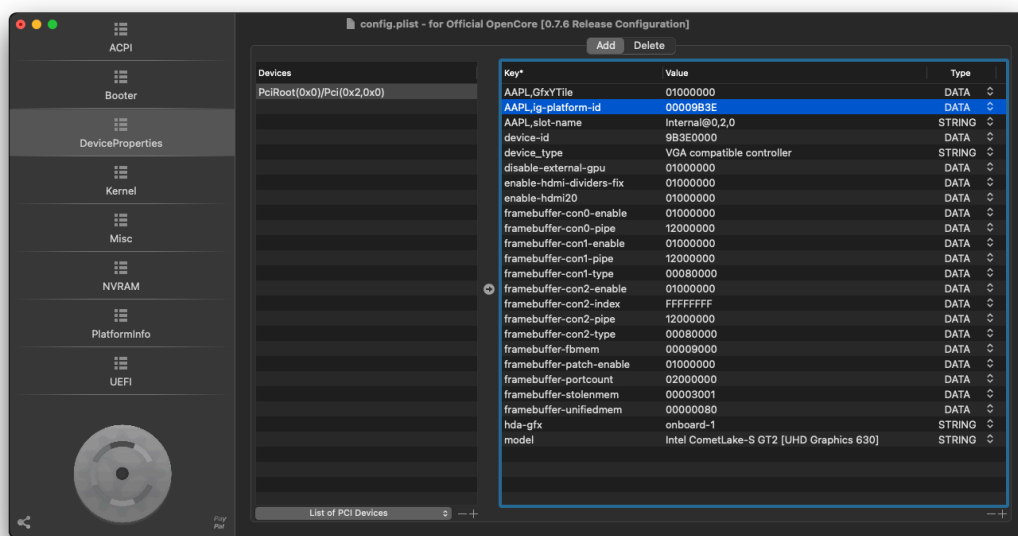 config.plist - for Official OpenCore [0.7.6 Release Configuration]
ACPI
Booter
DeviceProperties
Kernel
Misc
NVRAM
PlatformInfo
UEFI
Pay
Pal
Add Delete
Devices
PciRoot(0x0)/Pci(0x2,0x0)
List of PCI Devices
Key* Value Type
AAPL,GfxYTile 01000000 DATA
AAPL,ig-platform-id 00009B3E DATA
AAPL,slot-name Internal@0,2,0 STRING
device-id 9B3E0000 DATA
device_type VGA compatible controller STRING
disable-external-gpu 01000000 DATA
enable-hdmi-dividers-fix 01000000 DATA
enable-hdmi20 01000000 DATA
framebuffer-con0-enable 01000000 DATA
framebuffer-con0-pipe 12000000 DATA
framebuffer-con1-enable 01000000 DATA
framebuffer-con1-pipe 12000000 DATA
framebuffer-con1-type 00080000 DATA
framebuffer-con2-enable 01000000 DATA
framebuffer-con2-index FFFFFFFF DATA
framebuffer-con2-pipe 12000000 DATA
framebuffer-con2-type 00080000 DATA
framebuffer-fbmem 00009000 DATA
framebuffer-patch-enable 01000000 DATA
framebuffer-portcount 02000000 DATA
framebuffer-stolenmem 00003001 DATA
framebuffer-unifiedmem 00000080 DATA
hda-gfx onboard-1 STRING
model Intel CometLake-S GT2 [UHD Graphics 630] STRING